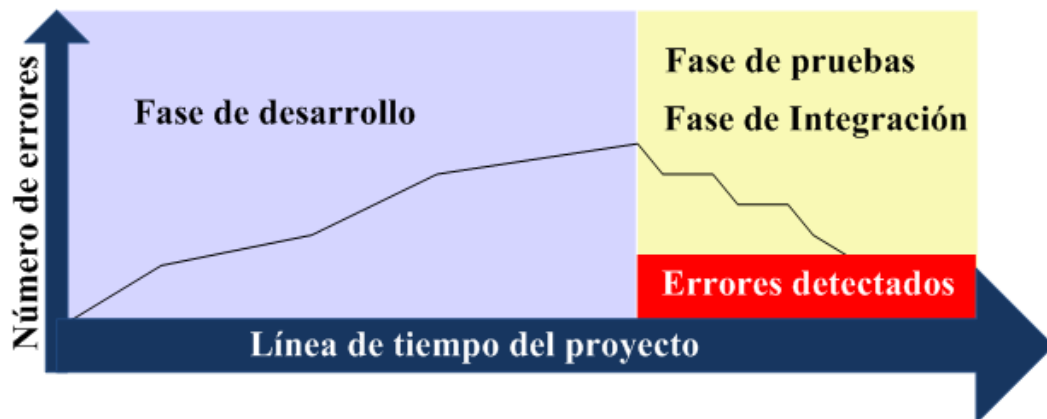 Número de errores
Fase de desarrollo
Fase de pruebas
Fase de Integración
Errores detectados
Línea de tiempo del proyecto